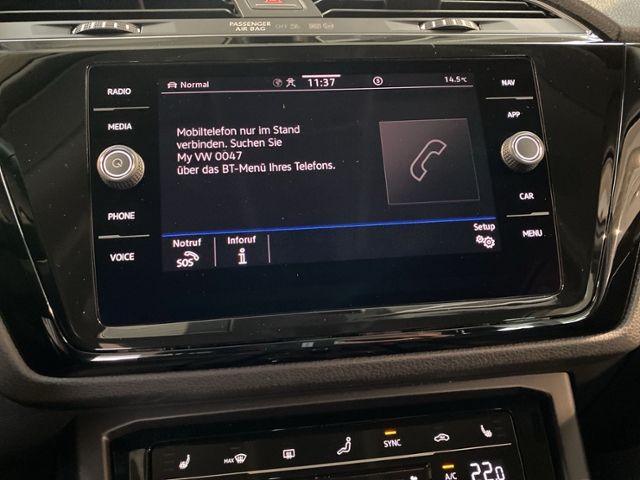 PASSENGER
AIR BAG OFF ON
RADIO
MEDIA
PHONE
VOICE
Normal 11:37 14.5°C
Mobiltelefon nur im Stand
verbinden. Suchen Sie
My VW 0047
über das BT-Menü Ihres Telefons.
Notruf
SOS
Inforuf
i
Setup
NAV
APP
CAR
MENU
MAX
SYNC
A/C
22.0